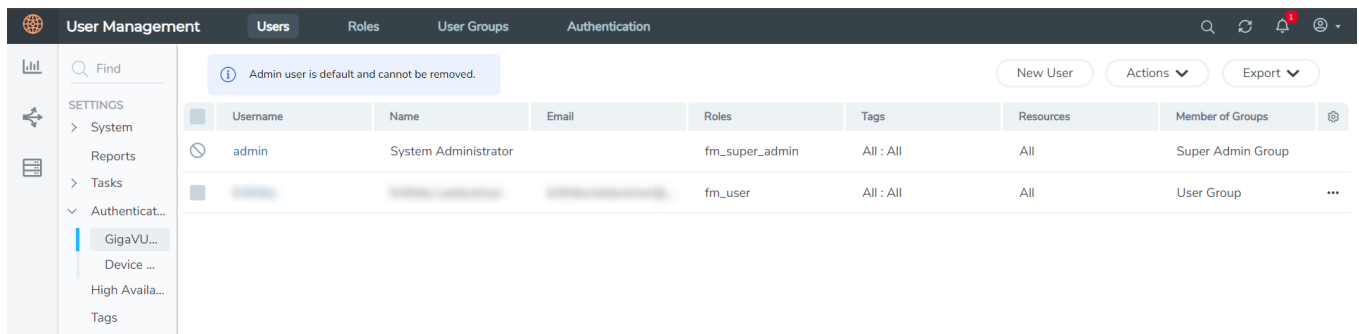 User Management Users Roles User Groups Authentication 1
Find
Admin user is default and cannot be removed. New User Actions Export
SETTINGS
System
Reports
Tasks
Authenticat...
GigaVU...
Device ...
High Availa...
Tags
Username Name Email Roles Tags Resources Member of Groups
admin System Administrator fm_super_admin All : All All Super Admin Group
fm_user All : All All User Group